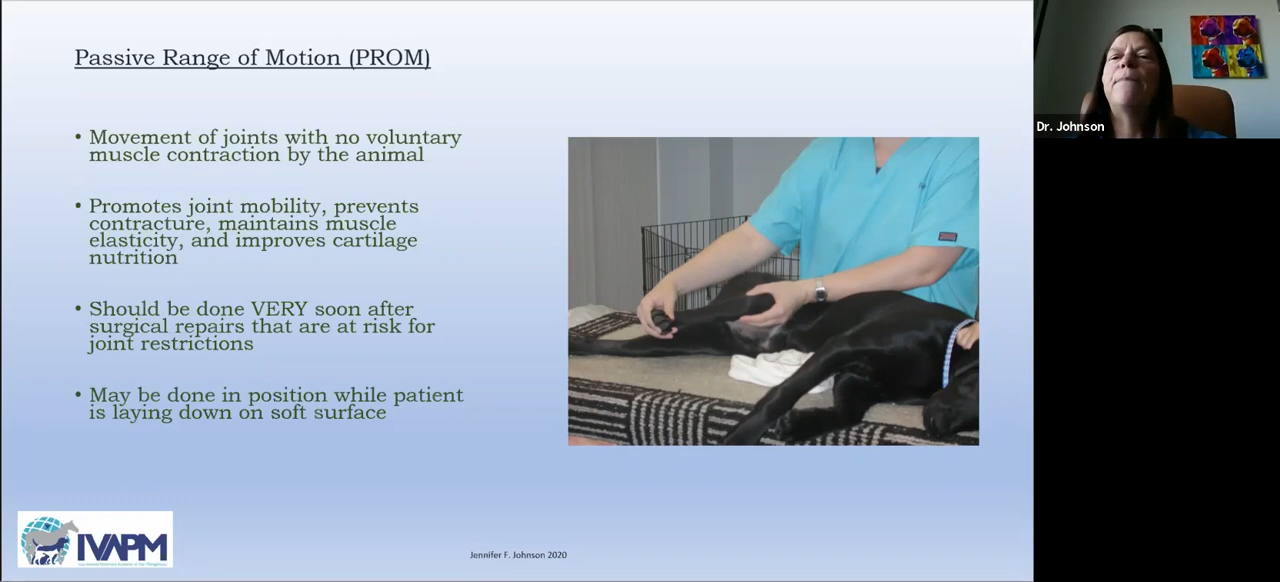 Passive Range of Motion (PROM)
• Movement of joints with no voluntary
muscle contraction by the animal
• Promotes joint mobility, prevents
contracture, maintains muscle
elasticity, and improves cartilage
nutrition
• Should be done VERY soon after
surgical repairs that are at risk for
joint restrictions
• May be done in position while patient
is laying down on soft surface
IVAPM
Jennifer F. Johnson 2020
Dr. Johnson